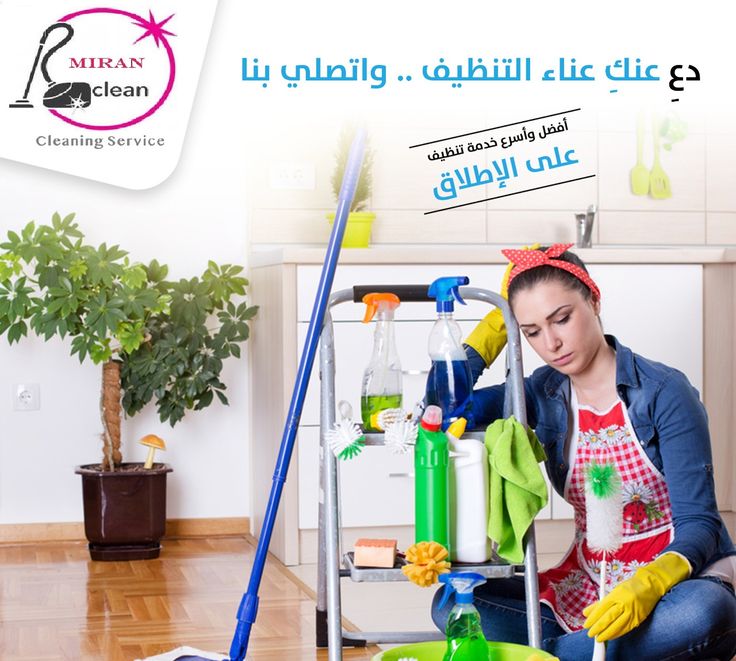 MIRAN
clean
Cleaning Service
دعِ عنكِ عناء التنظيف .. واتصلي بنا
أفضل وأسرع خدمة تنظيف
على الإطلاق